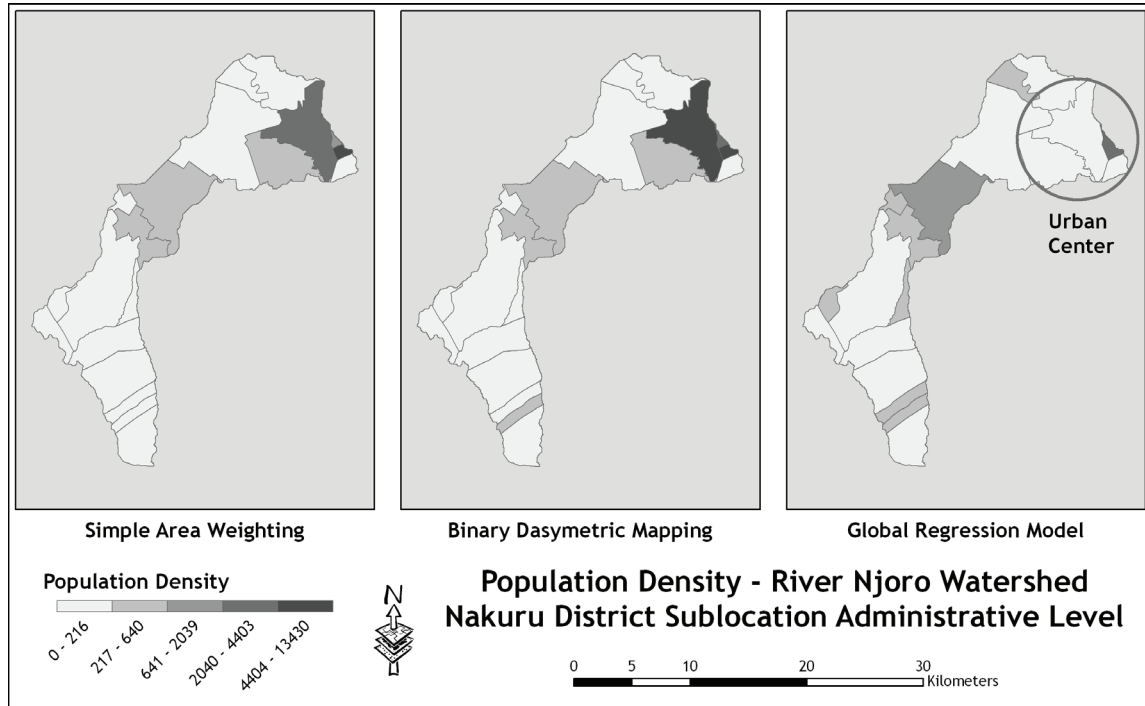 Urban
Center
Simple Area Weighting
Binary Dasymetric Mapping
Global Regression Model
Population Density
0 - 216
217 - 640
641 - 2039
2040 - 4403
4404 - 13430
N
Population Density - River Njoro Watershed
Nakuru District Sublocation Administrative Level
0 5 10 20 30
Kilometers